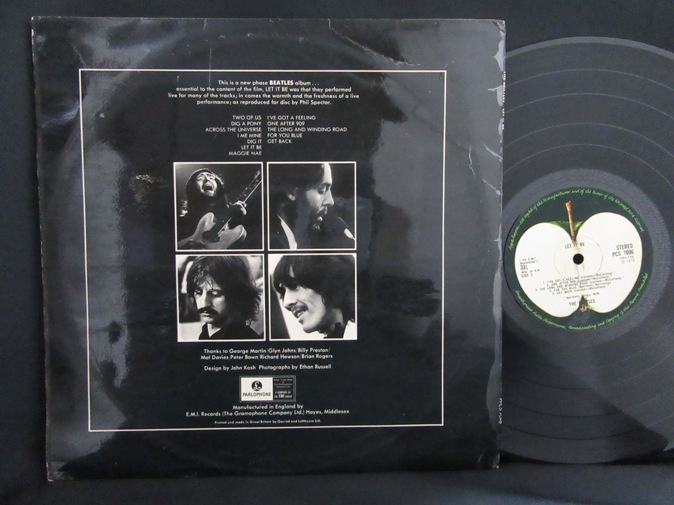 This is a new phase BEATLES album . . .
essential to the content of the film, LET IT BE was that they performed
live for many of the tracks; in comes the warmth and the freshness of a live
performance; as reproduced for disc by Phil Spector.
TWO OF US
DIG A PONY
ACROSS THE UNIVERSE
I ME MINE
DIG IT
LET IT BE
MAGGIE MAE
I'VE GOT A FEELING
ONE AFTER 909
THE LONG AND WINDING ROAD
FOR YOU BLUE
GET BACK
Thanks to George Martin/Glyn Johns/Billy Preston/
Mal Davies/Peter Bown/Richard Hewson/Brian Rogers
Design by John Kosh Photographs by Ethan Russell
PARLOPHONE
Manufactured in England by
E.M.I. Records (The Gramophone Company Ltd.) Hayes, Middlesex
Printed and made in Great Britain by Garrod and Lofthouse Ltd.
LET IT BE
STEREO
PCS 7096
33⅓
THE